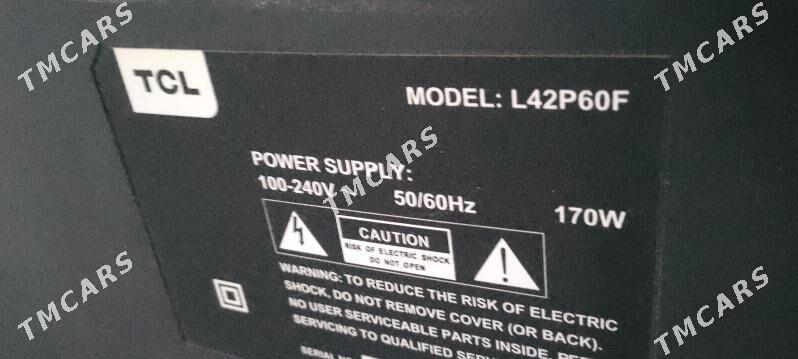 TCL
MODEL: L42P60F
POWER SUPPLY:
100-240V 50/60Hz 170W
CAUTION
RISK OF ELECTRIC SHOCK
DO NOT OPEN
WARNING: TO REDUCE THE RISK OF ELECTRIC
SHOCK, DO NOT REMOVE COVER (OR BACK).
NO USER SERVICEABLE PARTS INSIDE.
SERVICING TO QUALIFIED
SERIAL NO
TMCARS
TMCARS
TMCARS
TMCARS
TMCARS